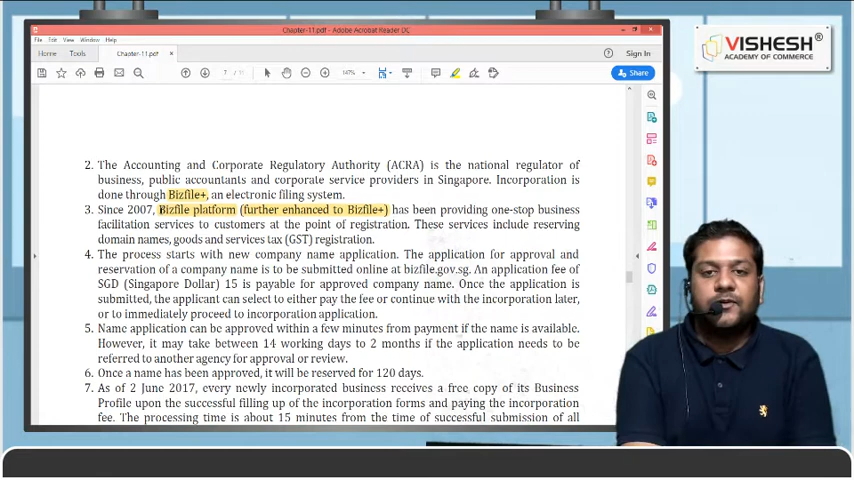 Chapter-11.pdf - Adobe Acrobat Reader DC
File Edit View Window Help
Home Tools Chapter-11.pdf × Sign In
7 / 11 147% Share
2. The Accounting and Corporate Regulatory Authority (ACRA) is the national regulator of
business, public accountants and corporate service providers in Singapore. Incorporation is
done through Bizfile+, an electronic filing system.
3. Since 2007, Bizfile platform (further enhanced to Bizfile+) has been providing one-stop business
facilitation services to customers at the point of registration. These services include reserving
domain names, goods and services tax (GST) registration.
4. The process starts with new company name application. The application for approval and
reservation of a company name is to be submitted online at bizfile.gov.sg. An application fee of
SGD (Singapore Dollar) 15 is payable for approved company name. Once the application is
submitted, the applicant can select to either pay the fee or continue with the incorporation later,
or to immediately proceed to incorporation application.
5. Name application can be approved within a few minutes from payment if the name is available.
However, it may take between 14 working days to 2 months if the application needs to be
referred to another agency for approval or review.
6. Once a name has been approved, it will be reserved for 120 days.
7. As of 2 June 2017, every newly incorporated business receives a free copy of its Business
Profile upon the successful filling up of the incorporation forms and paying the incorporation
fee. The processing time is about 15 minutes from the time of successful submission of all
VISHESH®
ACADEMY OF COMMERCE